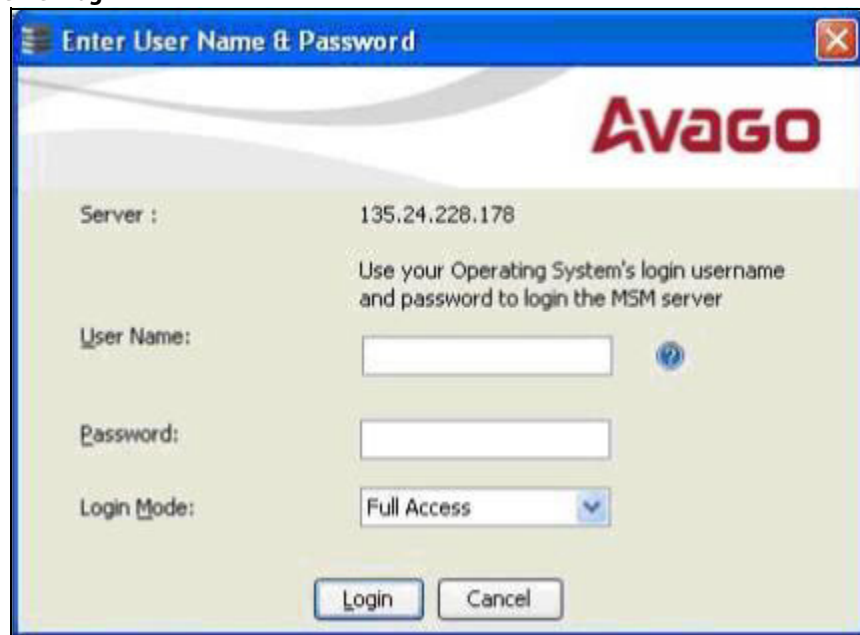 Enter User Name & Password
Avago
Server :
135.24.228.178
Use your Operating System's login username
and password to login the MSM server
User Name:
Password:
Login Mode:
Full Access
Login
Cancel